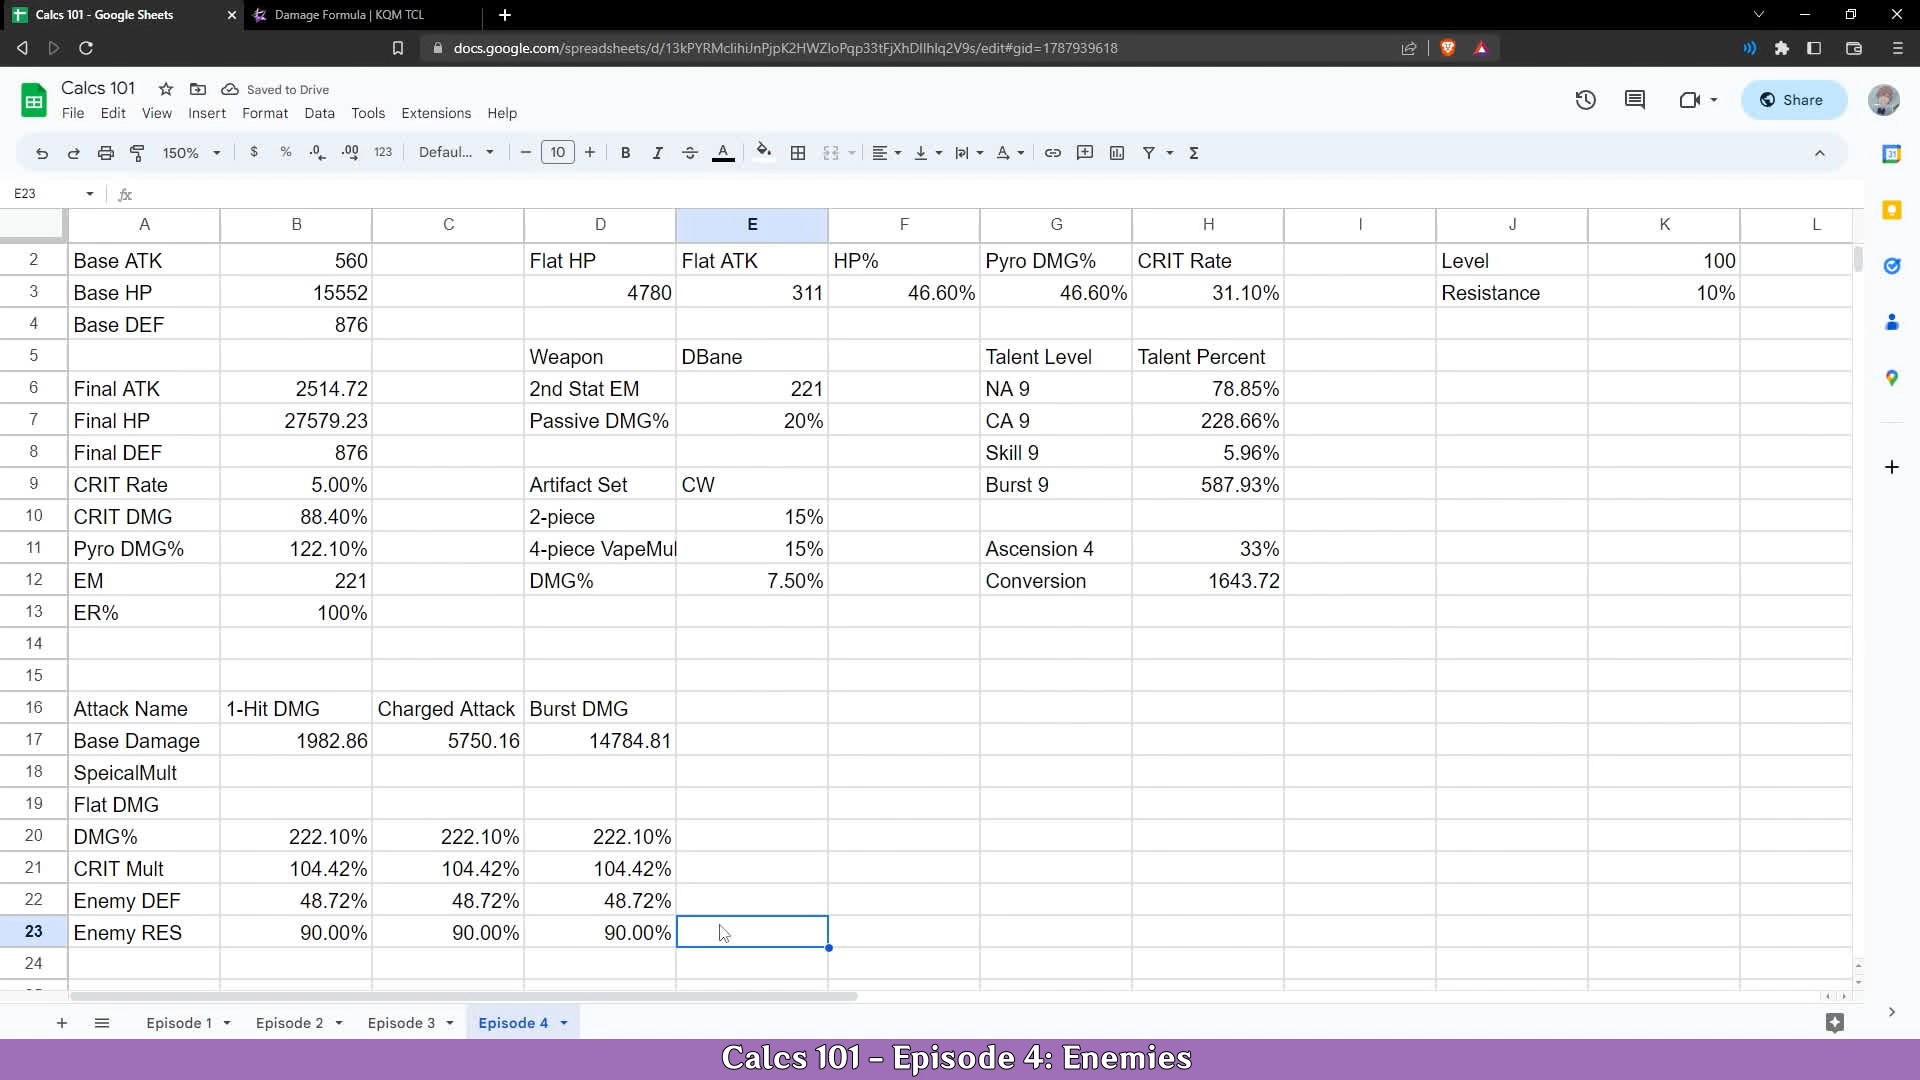 Calcs 101 - Google Sheets
Damage Formula | KQM TCL
Calcs 101
Saved to Drive
File Edit View Insert Format Data Tools Extensions Help
Share
150% $ % .0 .00 123 Defaul... 10 B I A
E23 fx
A B C D E F G H I J K L
2 Base ATK 560 Flat HP Flat ATK HP% Pyro DMG% CRIT Rate Level 100
3 Base HP 15552 4780 311 46.60% 46.60% 31.10% Resistance 10%
4 Base DEF 876
5 Weapon DBane Talent Level Talent Percent
6 Final ATK 2514.72 2nd Stat EM 221 NA 9 78.85%
7 Final HP 27579.23 Passive DMG% 20% CA 9 228.66%
8 Final DEF 876 Skill 9 5.96%
9 CRIT Rate 5.00% Artifact Set CW Burst 9 587.93%
10 CRIT DMG 88.40% 2-piece 15%
11 Pyro DMG% 122.10% 4-piece VapeMul 15% Ascension 4 33%
12 EM 221 DMG% 7.50% Conversion 1643.72
13 ER% 100%
14
15
16 Attack Name 1-Hit DMG Charged Attack Burst DMG
17 Base Damage 1982.86 5750.16 14784.81
18 SpeicalMult
19 Flat DMG
20 DMG% 222.10% 222.10% 222.10%
21 CRIT Mult 104.42% 104.42% 104.42%
22 Enemy DEF 48.72% 48.72% 48.72%
23 Enemy RES 90.00% 90.00% 90.00%
24
Episode 1 Episode 2 Episode 3 Episode 4
Calcs 101 - Episode 4: Enemies